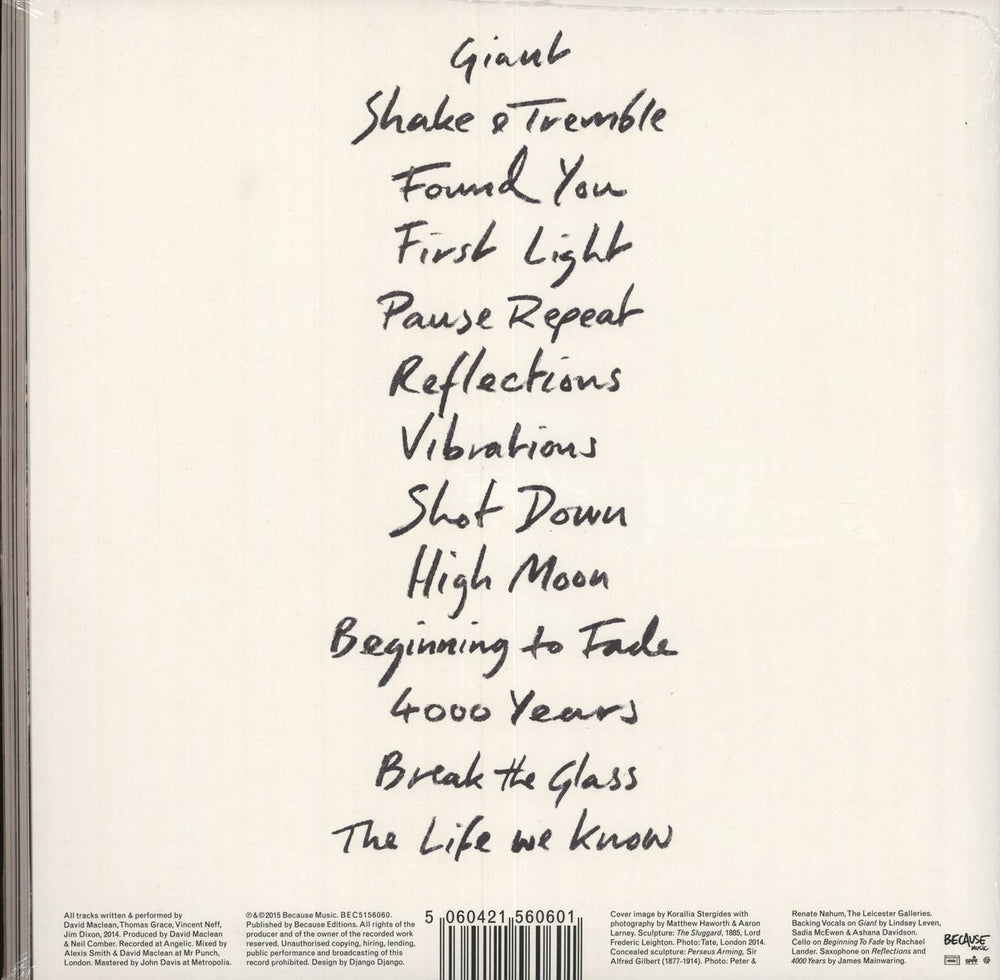 Giant
Shake & Tremble
Found You
First Light
Pause Repeat
Reflections
Vibrations
Shot Down
High Moon
Beginning to Fade
4000 Years
Break the Glass
The Life we Know
All tracks written & performed by
David Maclean, Thomas Grace, Vincent Neff,
Jim Dixon, 2014. Produced by David Maclean
& Neil Comber. Recorded at Angelic. Mixed by
Alexis Smith & David Maclean at Mr Punch,
London. Mastered by John Davis at Metropolis.
℗&©2015 Because Music. BEC5156060.
Published by Because Editions. All rights of the
producer and of the owner of the recorded work
reserved. Unauthorised copying, hiring, lending,
public performance and broadcasting of this
record prohibited. Design by Django Django.
5 060421 560601
Cover image by Korallia Stergides with
photography by Matthew Haworth & Aaron
Larney. Sculpture: The Sluggard, 1885, Lord
Frederic Leighton. Photo: Tate, London 2014.
Concealed sculpture: Perseus Arming, Sir
Alfred Gilbert (1877-1914). Photo: Peter &
Renate Nahum, The Leicester Galleries.
Backing Vocals on Giant by Lindsey Leven,
Sadia McEwen & Ashana Davidson.
Cello on Beginning To Fade by Rachael
Lander. Saxophone on Reflections and
4000 Years by James Mainwaring.
BECAUSE
MUSIC